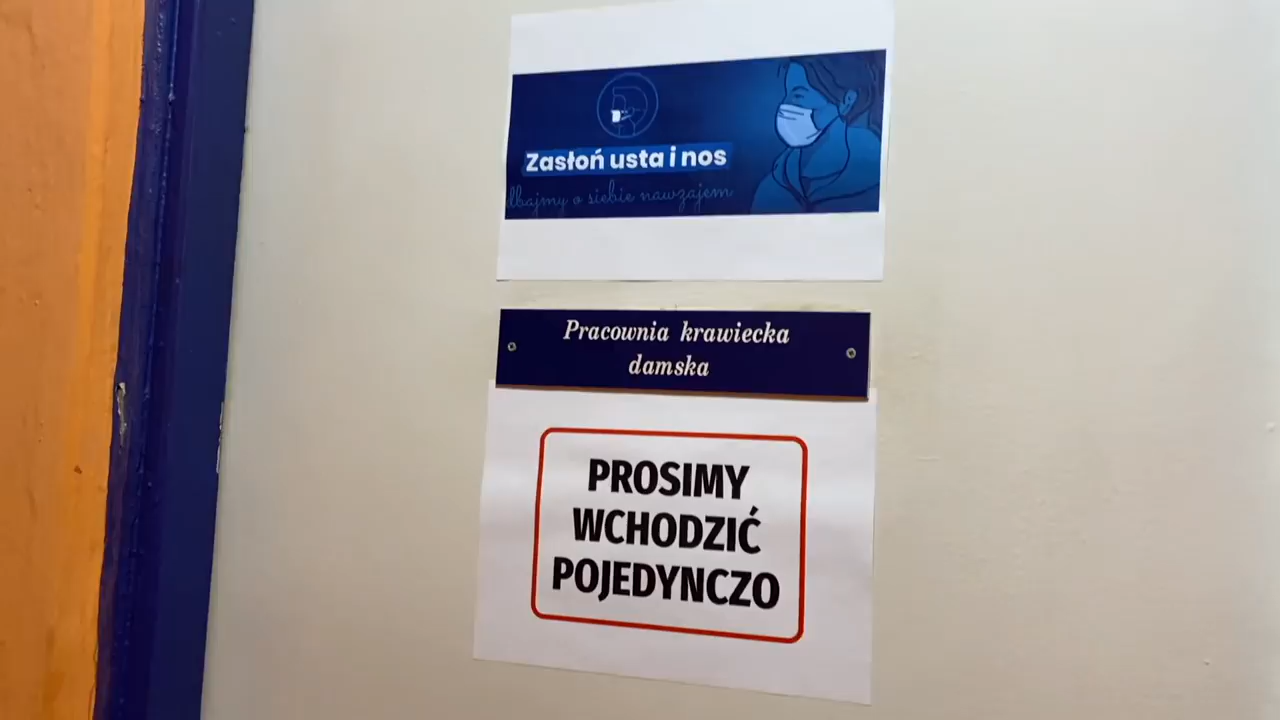 Zasłoń usta i nos
dbajmy o siebie nawzajem
Pracownia krawiecka
damska
PROSIMY
WCHODZIĆ
POJEDYNCZO